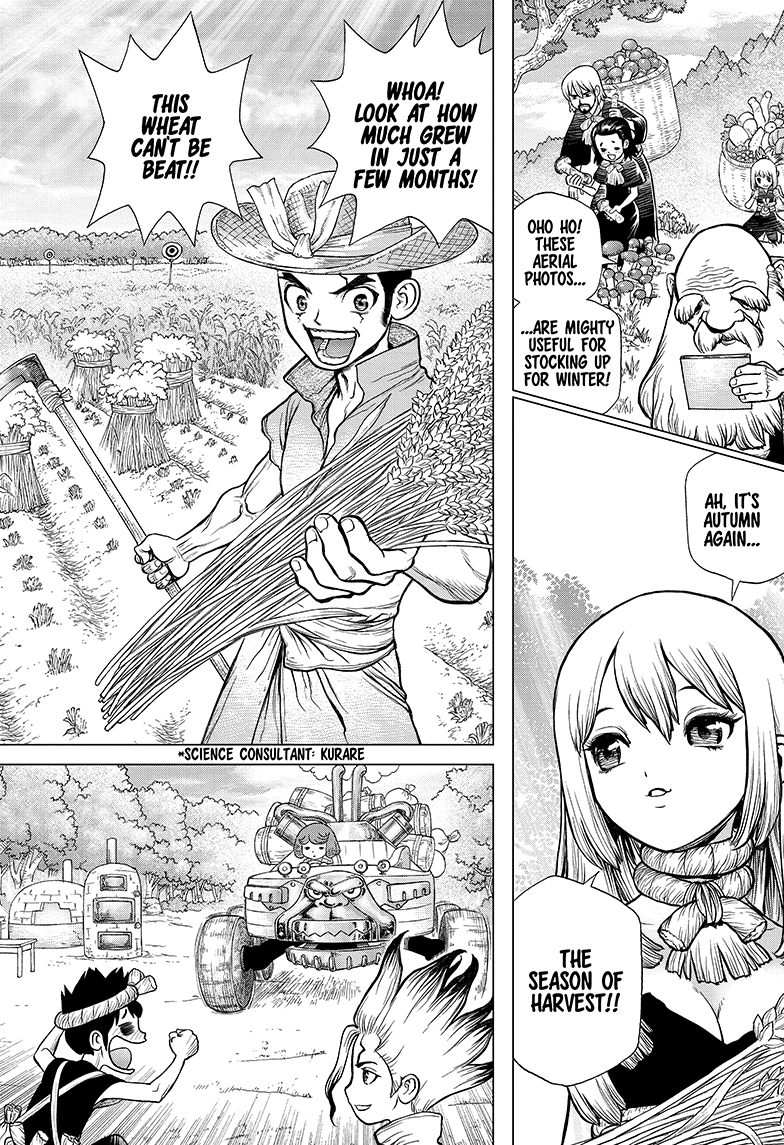 OHO HO!
THESE
AERIAL
PHOTOS...
...ARE MIGHTY
USEFUL FOR
STOCKING UP
FOR WINTER!
AH, IT'S
AUTUMN
AGAIN...
THE
SEASON OF
HARVEST!!
WHOA!
LOOK AT HOW
MUCH GREW
IN JUST A
FEW MONTHS!
THIS
WHEAT
CAN'T BE
BEAT!!
*SCIENCE CONSULTANT: KURARE